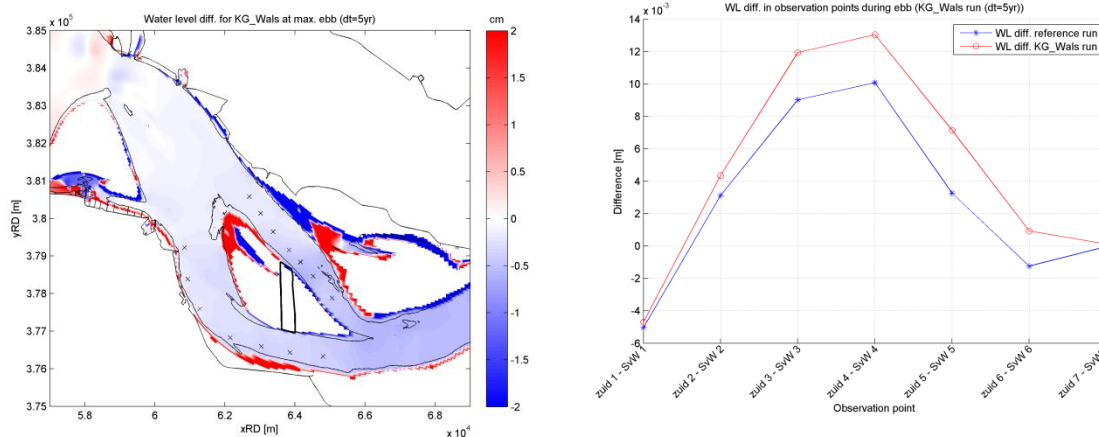 Water level diff. for KG_Wals at max. ebb (dt=5yr)
x 10^5
cm
3.85
3.84
3.83
3.82
3.81
3.8
3.79
3.78
3.77
3.76
3.75
yRD [m]
5.8
6
6.2
6.4
6.6
6.8
x 10^4
xRD [m]
2
1.5
1
0.5
0
-0.5
-1
-1.5
-2
WL diff. in observation points during ebb (KG_Wals run (dt=5yr))
x 10^-3
WL diff. reference run
WL diff. KG_Wals run
14
12
10
8
6
4
2
0
-2
-4
-6
Difference [m]
zuid 1 - SvW 1
zuid 2 - SvW 2
zuid 3 - SvW 3
zuid 4 - SvW 4
zuid 5 - SvW 5
zuid 6 - SvW 6
zuid 7 - SvW
Observation point